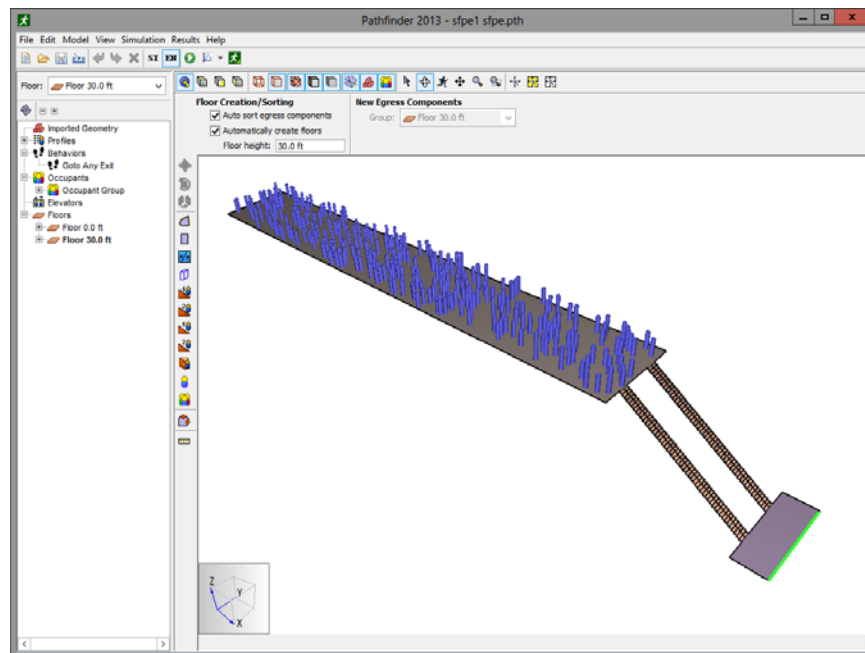 Pathfinder 2013 - sfpe1 sfpe.pth
File Edit Model View Simulation Results Help
SI EN
Floor: Floor 30.0 ft
Floor Creation/Sorting
Auto sort egress components
Automatically create floors
Floor height: 30.0 ft
New Egress Components
Group: Floor 30.0 ft
Imported Geometry
Profiles
Behaviors
Goto Any Exit
Occupants
Occupant Group
Elevators
Floors
Floor 0.0 ft
Floor 30.0 ft
Z
Y
X